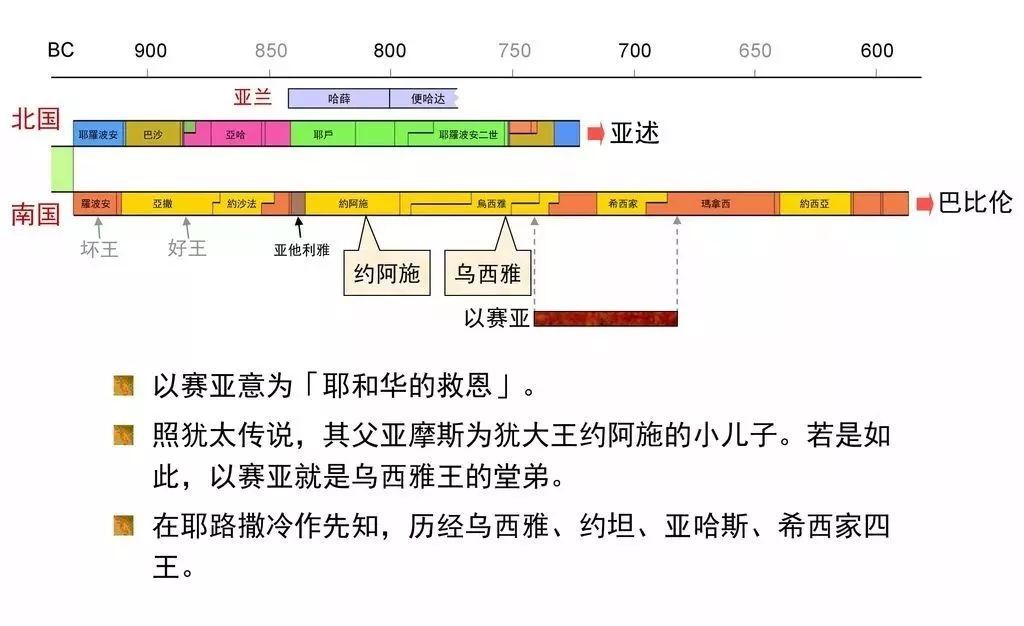 BC 900 850 800 750 700 650 600
亚兰 哈薛 便哈达
北国 耶羅波安 巴沙 亞哈 耶戶 耶羅波安二世 亚述
南国 羅波安 亞撒 約沙法 約阿施 烏西雅 希西家 瑪拿西 約西亞 巴比伦
坏王 好王 亚他利雅
约阿施 乌西雅
以赛亚
以赛亚意为「耶和华的救恩」。
照犹太传说，其父亚摩斯为犹大王约阿施的小儿子。若是如
此，以赛亚就是乌西雅王的堂弟。
在耶路撒冷作先知，历经乌西雅、约坦、亚哈斯、希西家四
王。